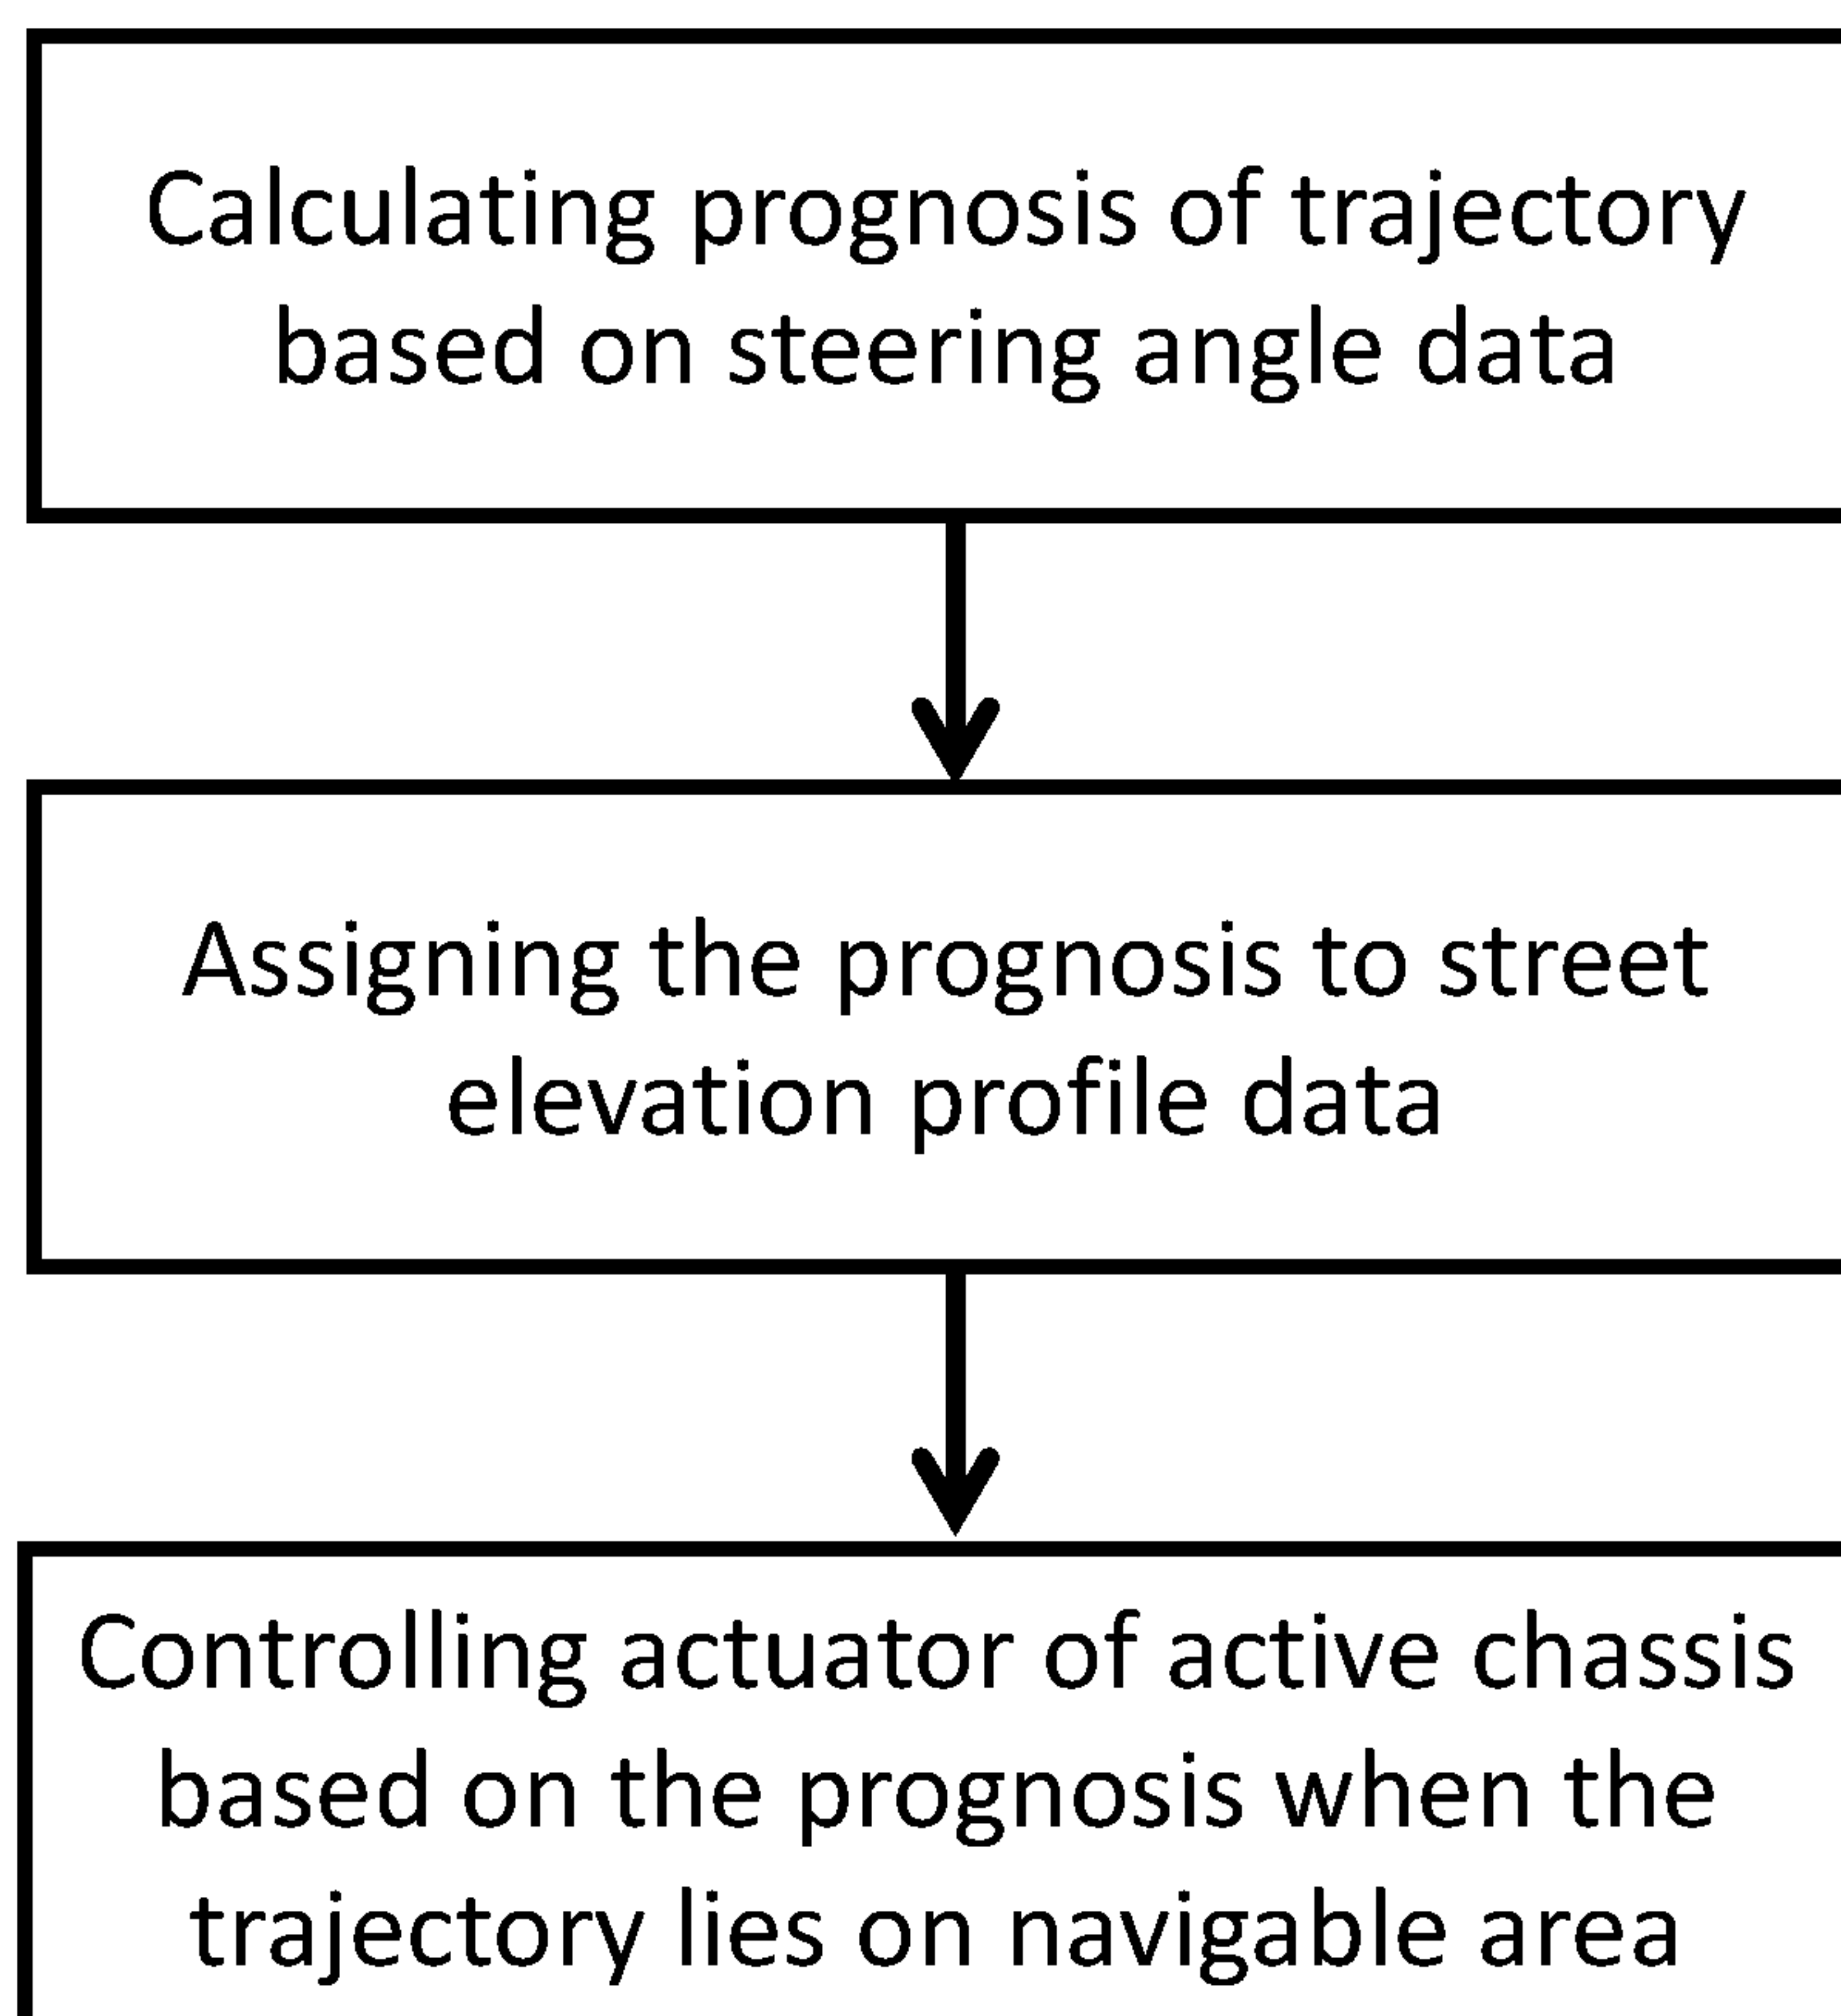 Calculating prognosis of trajectory
based on steering angle data
Assigning the prognosis to street
elevation profile data
Controlling actuator of active chassis
based on the prognosis when the
trajectory lies on navigable area